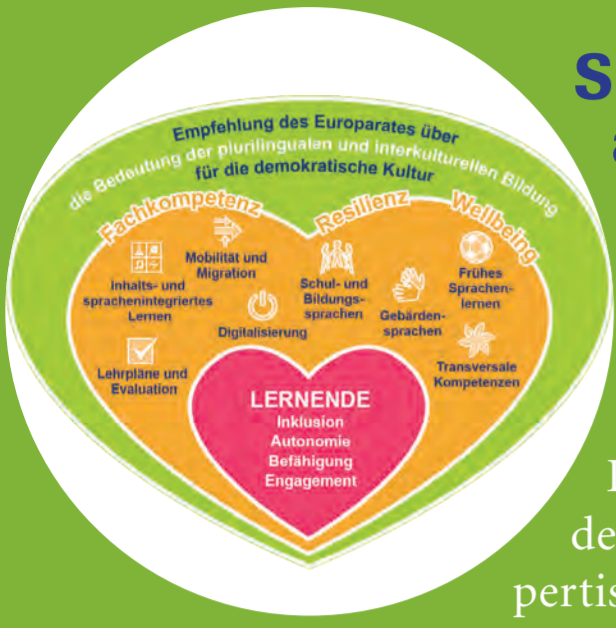 S
a
Empfehlung des Europarates über
die Bedeutung der plurilingualen und interkulturellen Bildung
für die demokratische Kultur
Fachkompetenz
Resilienz
Wellbeing
Inhalts- und
sprachenintegriertes
Lernen
Mobilität und
Migration
Digitalisierung
Schul- und
Bildungs-
sprachen
Gebärden-
sprachen
Frühes
Sprachen-
lernen
Lehrpläne und
Evaluation
Transversale
Kompetenzen
LERNENDE
Inklusion
Autonomie
Befähigung
Engagement
de
pertis